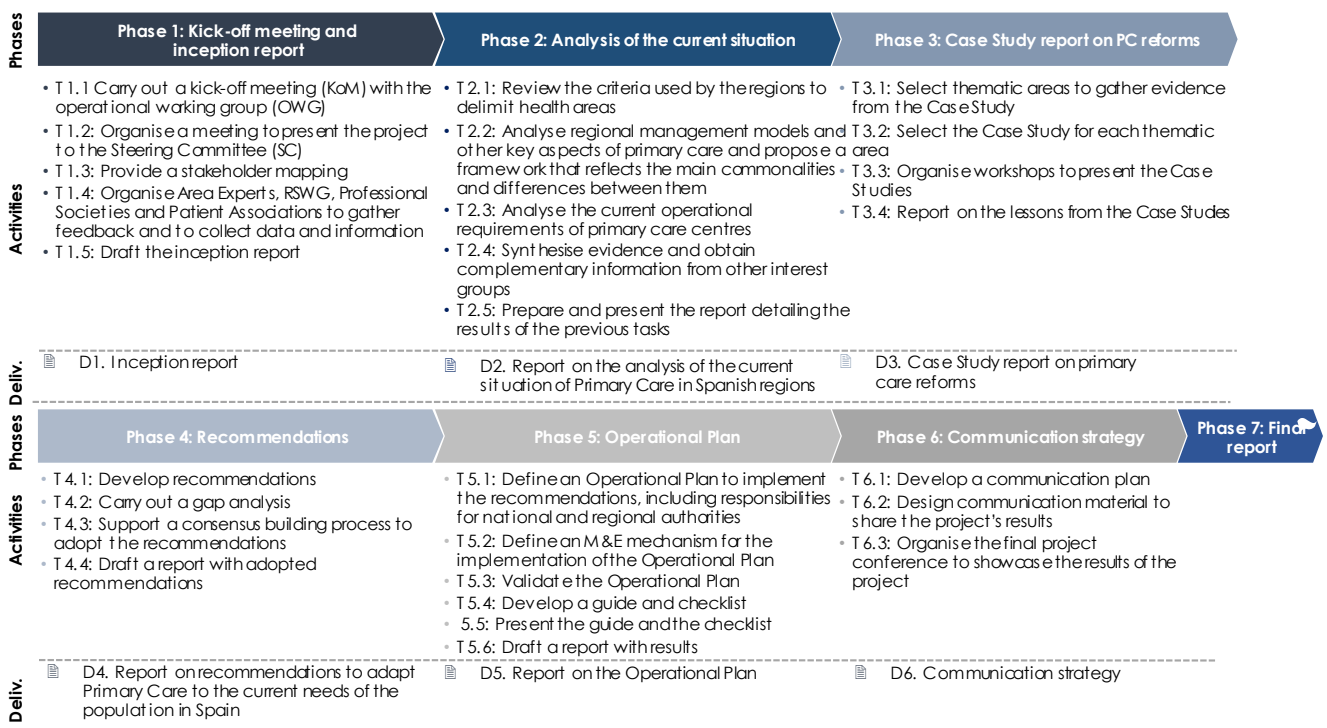 Phases
Phase 1: Kick-off meeting and
inception report
Phase 2: Analysis of the current situation
Phase 3: Case Study report on PC reforms
Activities
• T1.1 Carry out a kick-off meeting (KoM) with the
operational working group (OWG)
• T1.2: Organise a meeting to present the project
to the Steering Committee (SC)
• T1.3: Provide a stakeholder mapping
• T1.4: Organise Area Experts, RSWG, Professional
Societies and Patient Associations to gather
feedback and to collect data and information
• T1.5: Draft the inception report
• T2.1: Review the criteria used by the regions to
delimit health areas
• T2.2: Analyse regional management models and
other key aspects of primary care and propose a
framework that reflects the main commonalities
and differences between them
• T2.3: Analyse the current operational
requirements of primary care centres
• T2.4: Synthesise evidence and obtain
complementary information from other interest
groups
• T2.5: Prepare and present the report detailing the
results of the previous tasks
• T3.1: Select thematic areas to gather evidence
from the Case Study
• T3.2: Select the Case Study for each thematic
area
• T3.3: Organise workshops to present the Case
Studies
• T3.4: Report on the lessons from the Case Studies
Deliv.
D1. Inception report
D2. Report on the analysis of the current
situation of Primary Care in Spanish regions
D3. Case Study report on primary
care reforms
Phases
Phase 4: Recommendations
Phase 5: Operational Plan
Phase 6: Communication strategy
Phase 7: Final
report
Activities
• T4.1: Develop recommendations
• T4.2: Carry out a gap analysis
• T4.3: Support a consensus building process to
adopt the recommendations
• T4.4: Draft a report with adopted
recommendations
• T5.1: Define an Operational Plan to implement
the recommendations, including responsibilities
for national and regional authorities
• T5.2: Define an M&E mechanism for the
implementation of the Operational Plan
• T5.3: Validate the Operational Plan
• T5.4: Develop a guide and checklist
• 5.5: Present the guide and the checklist
• T5.6: Draft a report with results
• T6.1: Develop a communication plan
• T6.2: Design communication material to
share the project's results
• T6.3: Organise the final project
conference to showcase the results of the
project
Deliv.
D4. Report on recommendations to adapt
Primary Care to the current needs of the
population in Spain
D5. Report on the Operational Plan
D6. Communication strategy